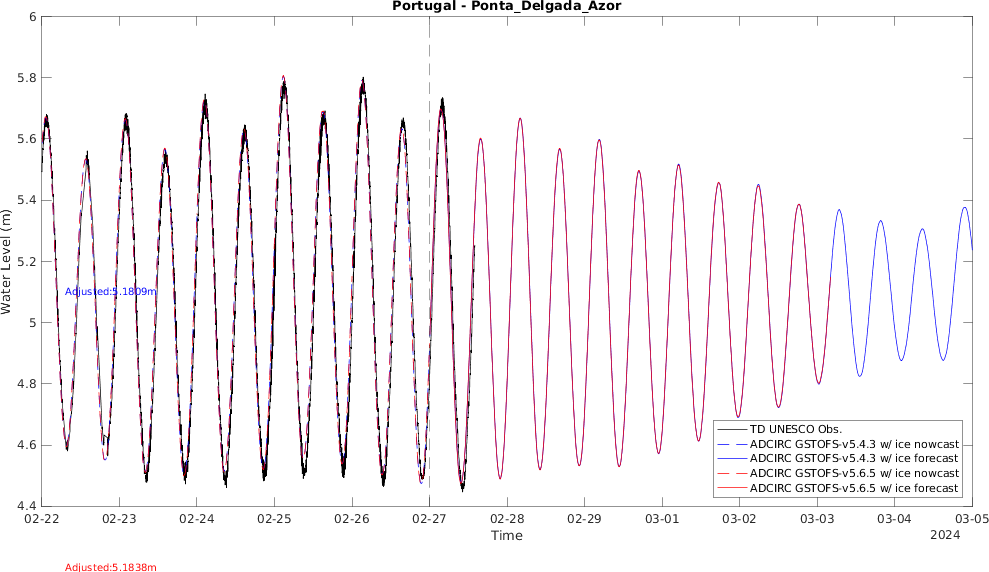 Portugal - Ponta_Delgada_Azor
6
5.8
5.6
5.4
5.2
5
4.8
4.6
4.4
Water Level (m)
Adjusted:5.1809m
TD UNESCO Obs.
ADCIRC GSTOFS-v5.4.3 w/ ice nowcast
ADCIRC GSTOFS-v5.4.3 w/ ice forecast
ADCIRC GSTOFS-v5.6.5 w/ ice nowcast
ADCIRC GSTOFS-v5.6.5 w/ ice forecast
02-22 02-23 02-24 02-25 02-26 02-27 02-28 02-29 03-01 03-02 03-03 03-04 03-05
Time
2024
Adjusted:5.1838m